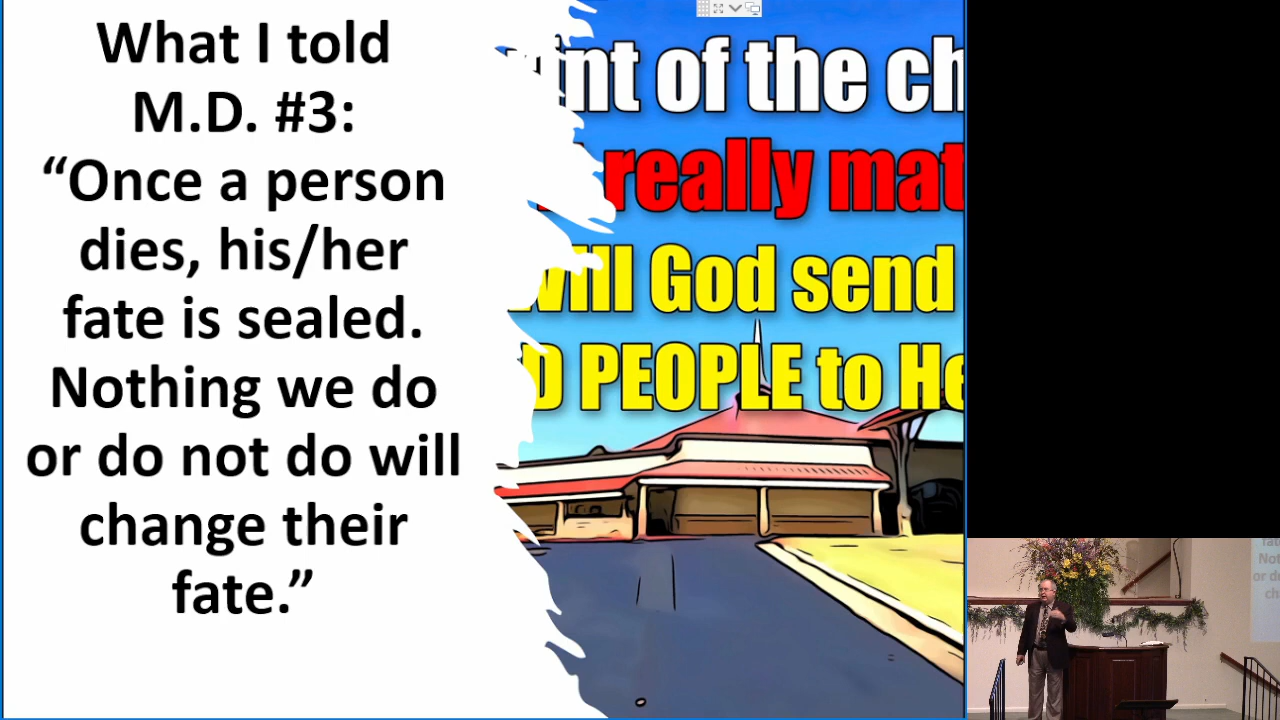 What I told
M.D. #3:
“Once a person
dies, his/her
fate is sealed.
Nothing we do
or do not do will
change their
fate.”
int of the ch
really mat
will God send
D PEOPLE to He